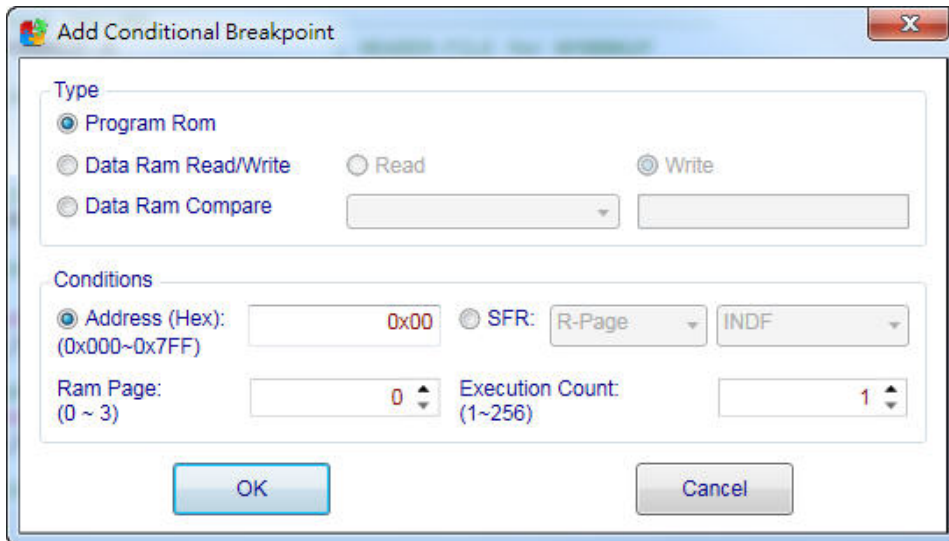 Add Conditional Breakpoint
Type
Program Rom
Data Ram Read/Write Read Write
Data Ram Compare
Conditions
Address (Hex): 0x00 SFR: R-Page INDF
(0x000~0x7FF)
Ram Page: 0 Execution Count: 1
(0 ~ 3) (1~256)
OK Cancel